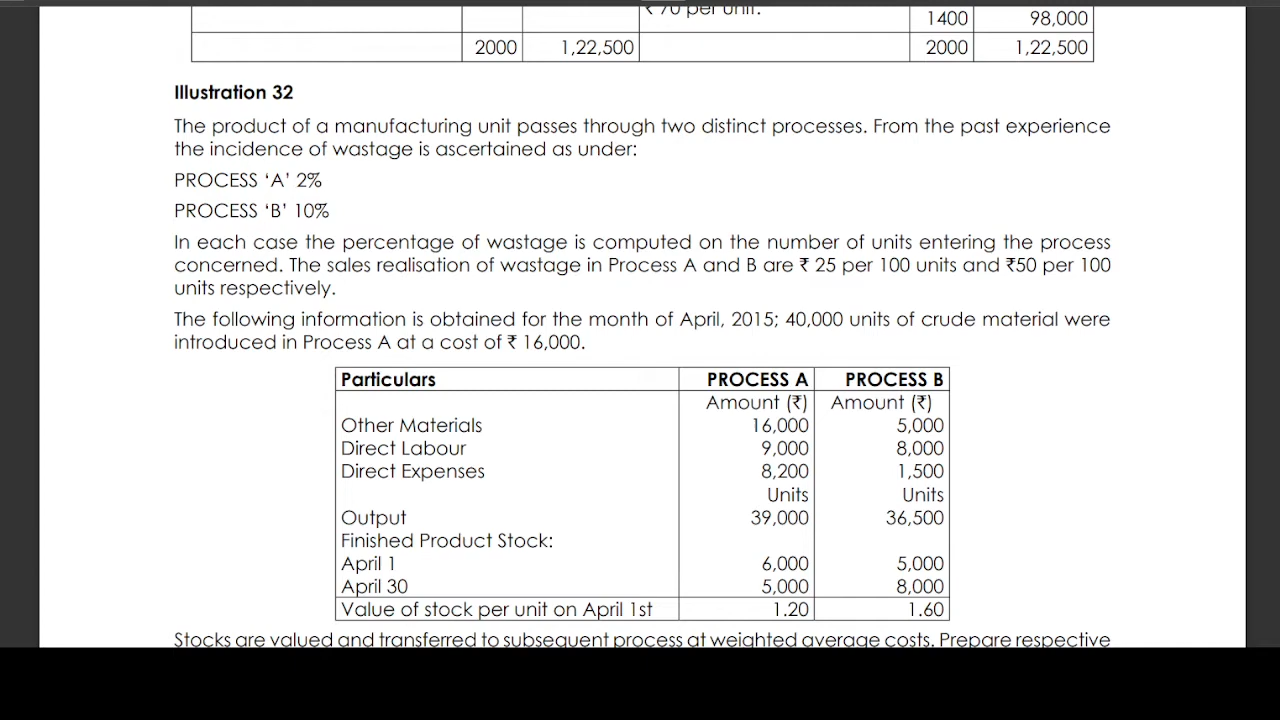 ₹ 70 per unit.
1400 98,000
2000 1,22,500 2000 1,22,500
Illustration 32
The product of a manufacturing unit passes through two distinct processes. From the past experience
the incidence of wastage is ascertained as under:
PROCESS ‘A’ 2%
PROCESS ‘B’ 10%
In each case the percentage of wastage is computed on the number of units entering the process
concerned. The sales realisation of wastage in Process A and B are ₹ 25 per 100 units and ₹50 per 100
units respectively.
The following information is obtained for the month of April, 2015; 40,000 units of crude material were
introduced in Process A at a cost of ₹ 16,000.
Particulars PROCESS A PROCESS B
Amount (₹) Amount (₹)
Other Materials 16,000 5,000
Direct Labour 9,000 8,000
Direct Expenses 8,200 1,500
Units Units
Output 39,000 36,500
Finished Product Stock:
April 1 6,000 5,000
April 30 5,000 8,000
Value of stock per unit on April 1st 1.20 1.60
Stocks are valued and transferred to subsequent process at weighted average costs. Prepare respective